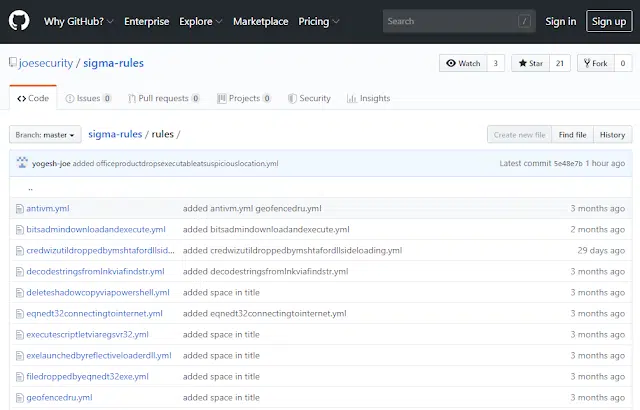 Why GitHub? Enterprise Explore Marketplace Pricing Search / Sign in Sign up
joesecurity / sigma-rules Watch 3 Star 21 Fork 0
Code Issues 0 Pull requests 0 Projects 0 Security Insights
Branch: master sigma-rules / rules / Create new file Find file History
yogesh-joe added officeproductdropsexecutableatsuspiciouslocation.yml Latest commit 5e48e7b 1 hour ago
..
antivm.yml added antivm.yml geofencedru.yml 3 months ago
bitsadmindownloadandexecute.yml added bitsadmindownloadandexecute.yml 2 months ago
credwizutildroppedbymshtafordllsid... added credwizutildroppedbymshtafordllsideloading.yml 29 days ago
decodestringsfromlnkviafindstr.yml added decodestringsfromlnkviafindstr.yml 3 months ago
deleteshadowcopyviapowershell.yml added space in title 3 months ago
eqnedt32connectingtointernet.yml added eqnedt32connectingtointernet.yml 3 months ago
executescriptletviaregsvr32.yml added space in title 3 months ago
exelaunchedbyreflectiveloaderdll.yml added space in title 3 months ago
filedroppedbyeqnedt32exe.yml added space in title 3 months ago
geofencedru.yml added space in title 3 months ago